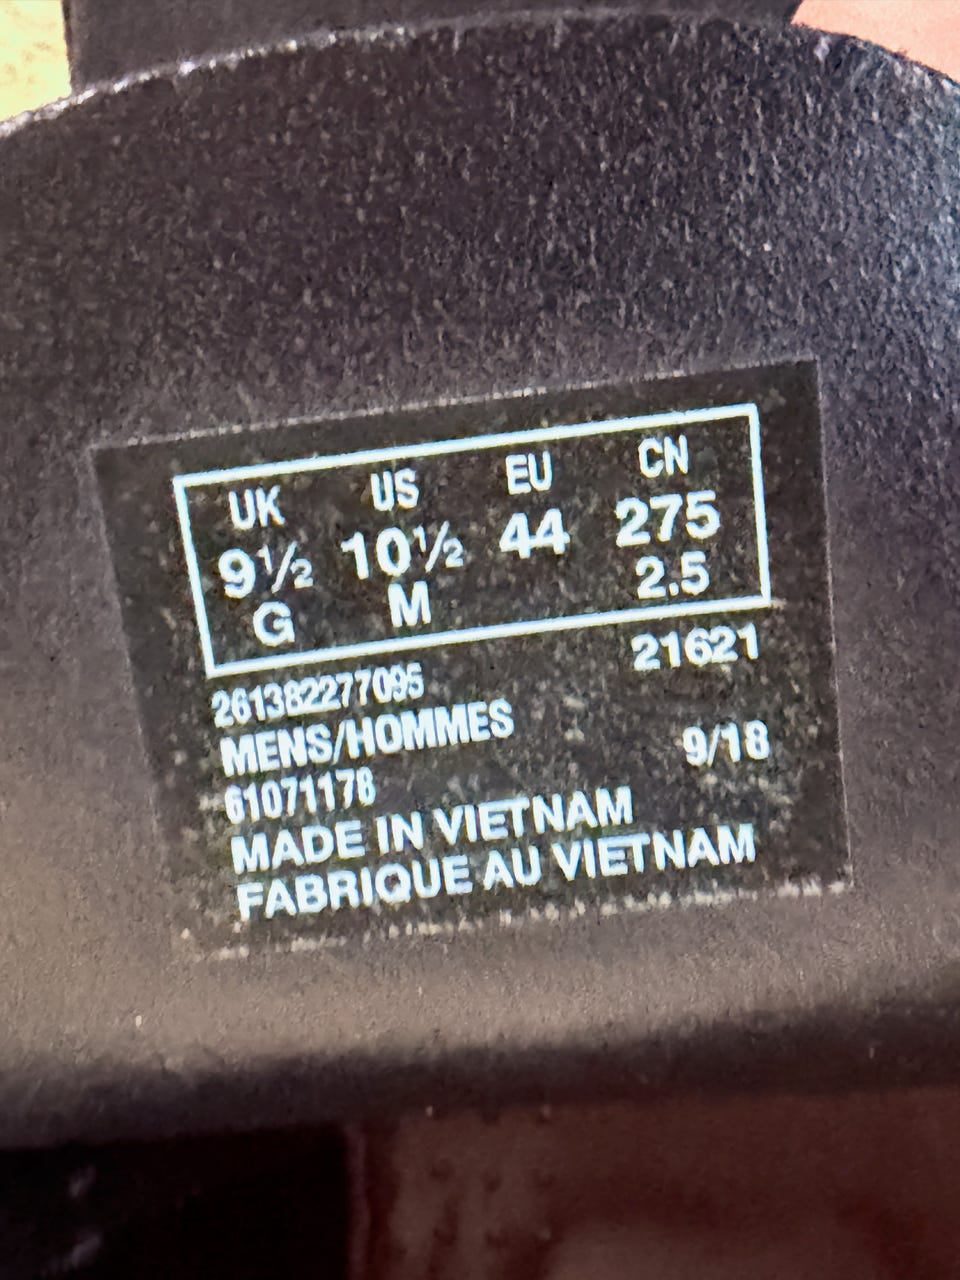 UK US EU CN
9½ 10½ 44 275
G M 2.5
261382277095 21621
MENS/HOMMES 9/18
61071178
MADE IN VIETNAM
FABRIQUE AU VIETNAM